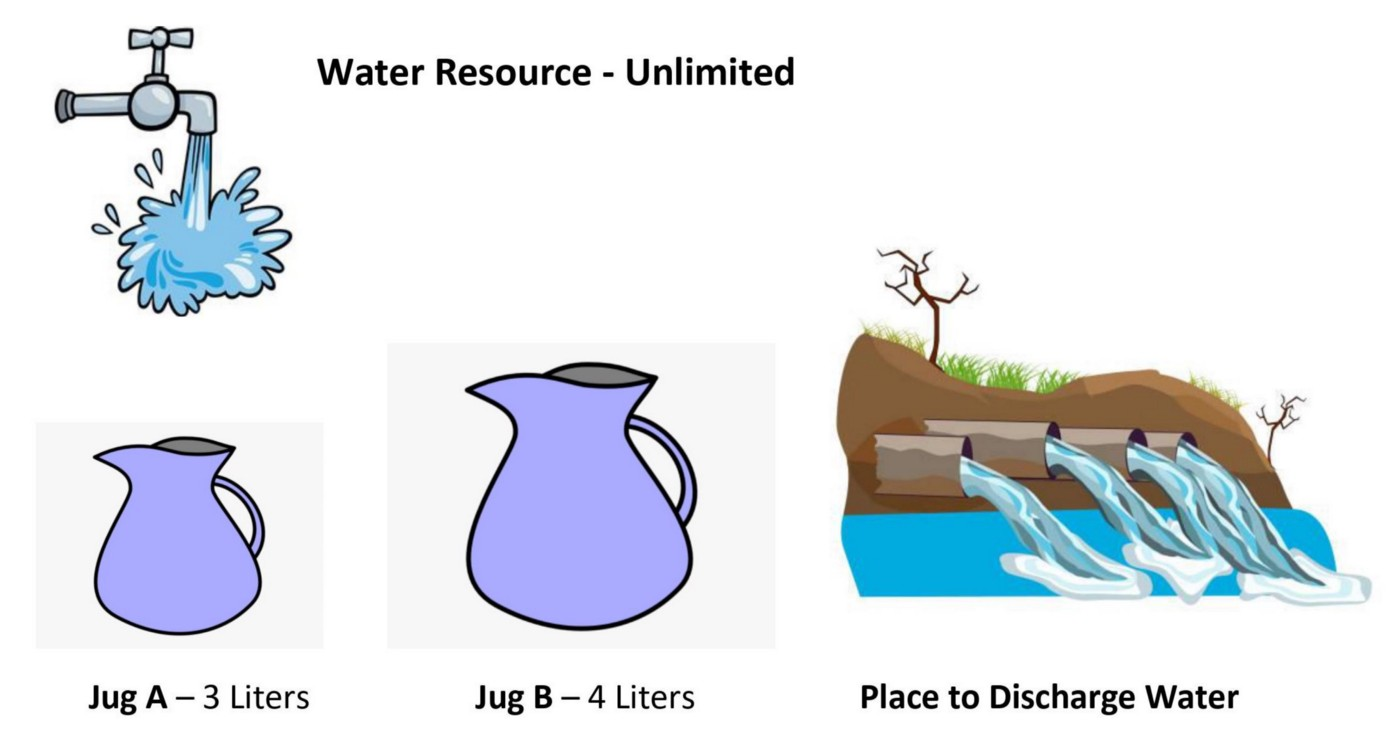 Water Resource - Unlimited
Jug A – 3 Liters
Jug B – 4 Liters
Place to Discharge Water